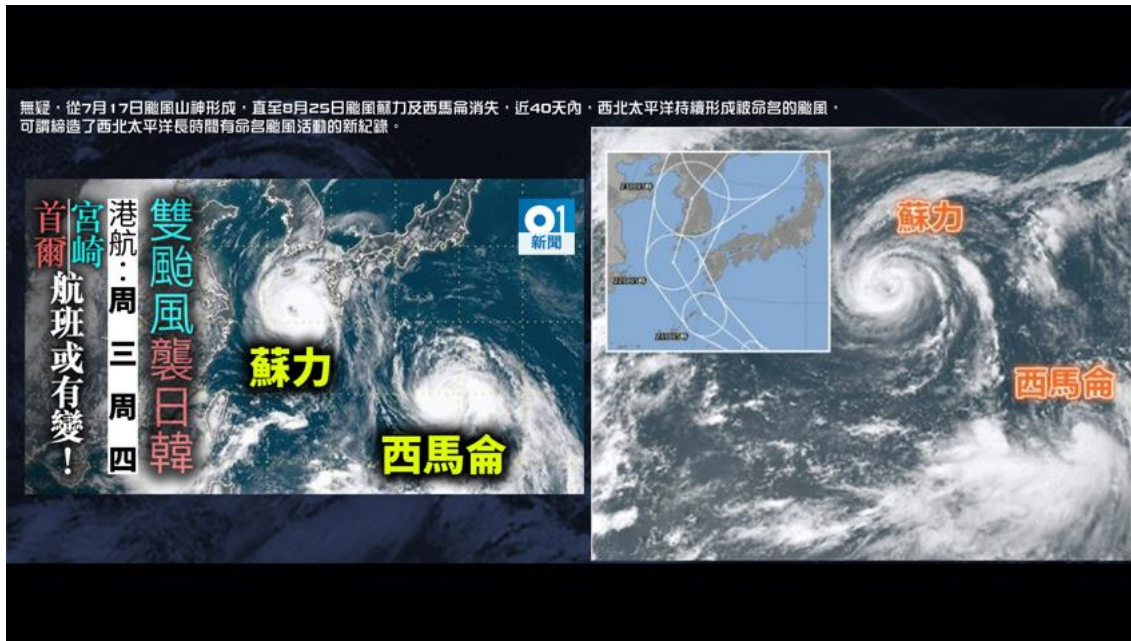 無疑，從7月17日颱風山神形成，直至8月25日颱風蘇力及西馬侖消失，近40天內，西北太平洋持續形成被命名的颱風，
可謂締造了西北太平洋長時間有命名颱風活動的新紀錄。
雙颱風襲日韓
港航：周三周四
宮崎
首爾
航班或有變！
01
新聞
蘇力
西馬侖
蘇力
西馬侖